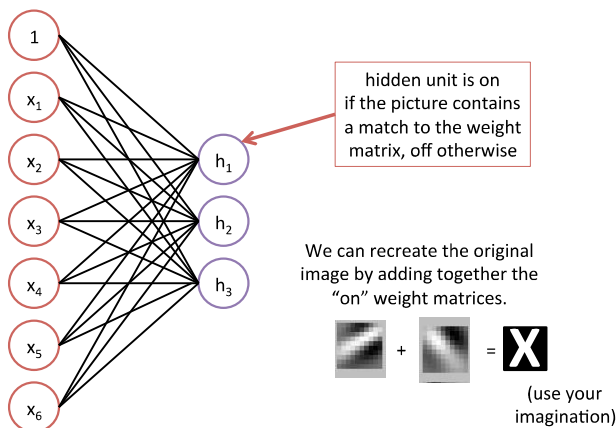 1
x1
x2
x3
x4
x5
x6
h1
h2
h3
hidden unit is on
if the picture contains
a match to the weight
matrix, off otherwise
We can recreate the original
image by adding together the
“on” weight matrices.
+ = X
(use your
imagination)